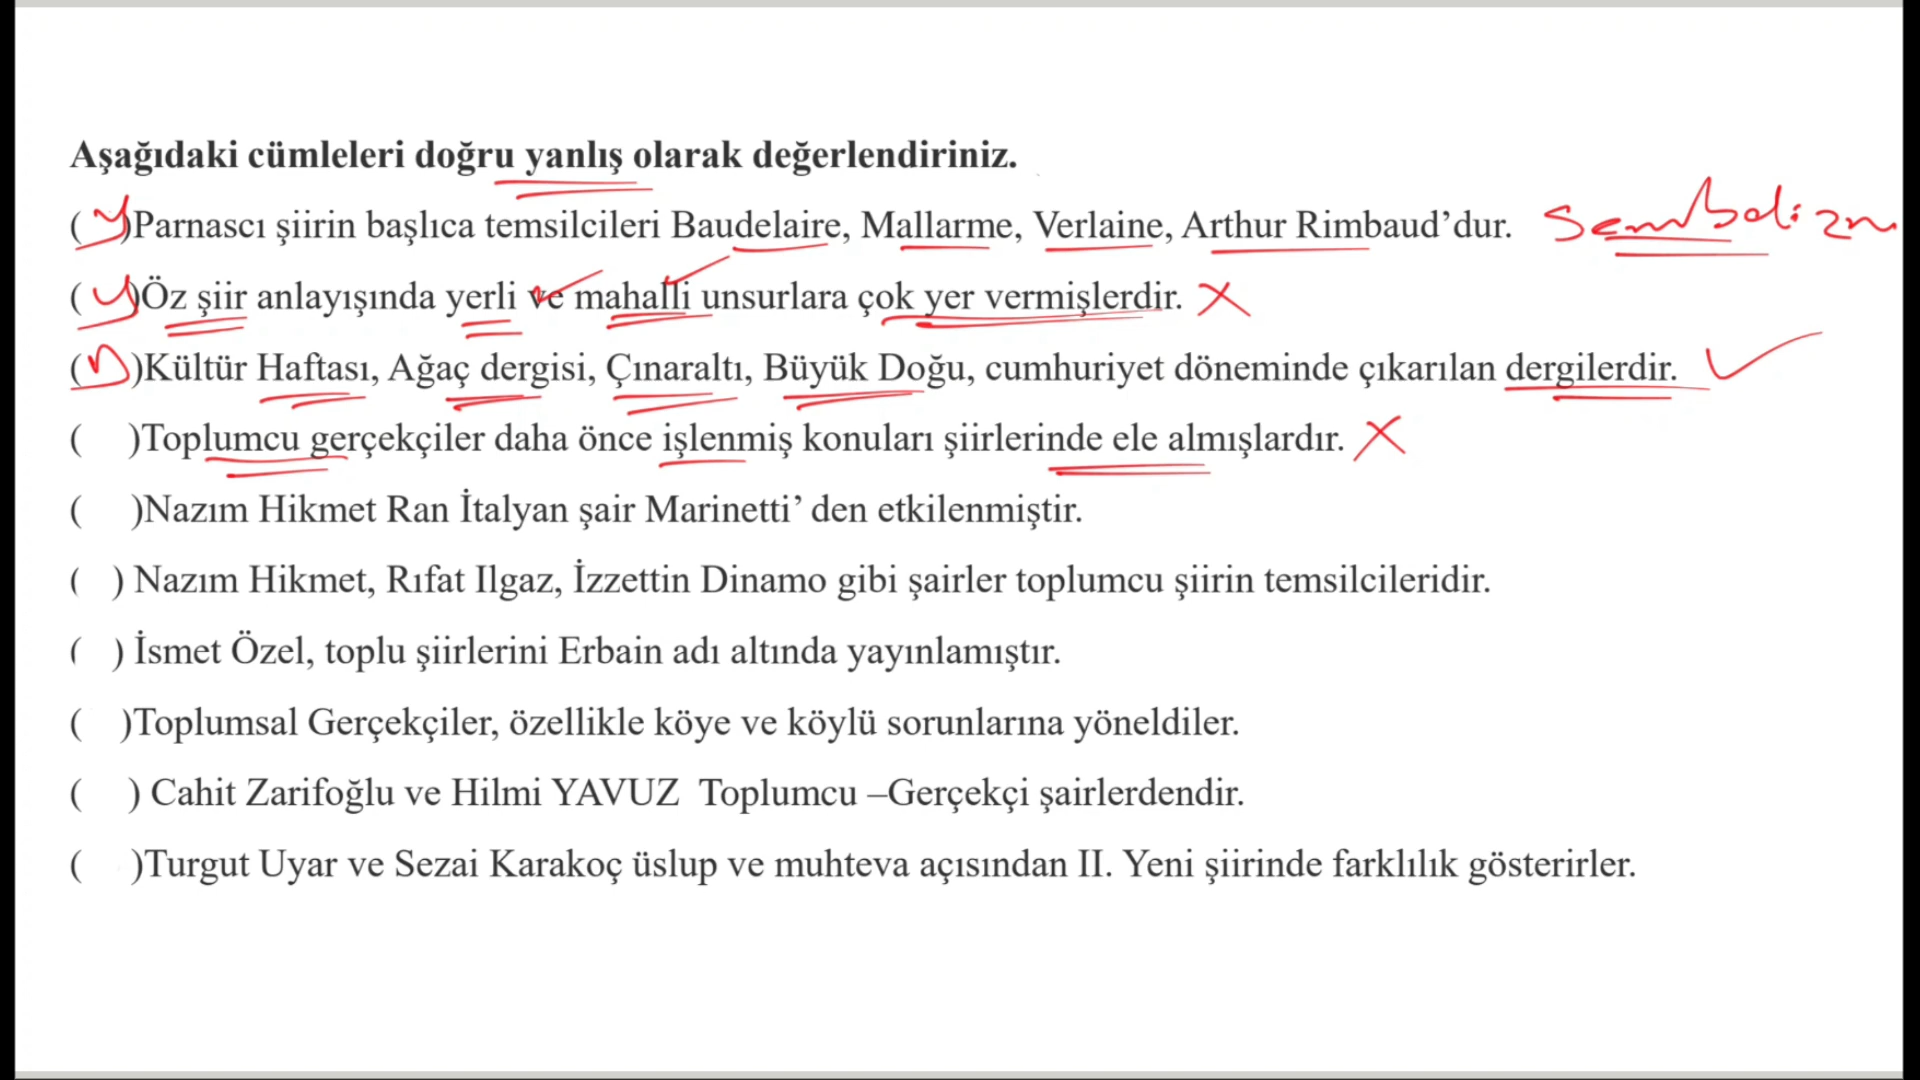 Aşağıdaki cümleleri doğru yanlış olarak değerlendiriniz.
( Y )Parnascı şiirin başlıca temsilcileri Baudelaire, Mallarme, Verlaine, Arthur Rimbaud’dur. Sembolizm
( Y )Öz şiir anlayışında yerli ve mahalli unsurlara çok yer vermişlerdir. X
( D )Kültür Haftası, Ağaç dergisi, Çınaraltı, Büyük Doğu, cumhuriyet döneminde çıkarılan dergilerdir. ✓
( )Toplumcu gerçekçiler daha önce işlenmiş konuları şiirlerinde ele almışlardır. X
( )Nazım Hikmet Ran İtalyan şair Marinetti’ den etkilenmiştir.
( ) Nazım Hikmet, Rıfat Ilgaz, İzzettin Dinamo gibi şairler toplumcu şiirin temsilcileridir.
( ) İsmet Özel, toplu şiirlerini Erbain adı altında yayınlamıştır.
( )Toplumsal Gerçekçiler, özellikle köye ve köylü sorunlarına yöneldiler.
( ) Cahit Zarifoğlu ve Hilmi YAVUZ Toplumcu –Gerçekçi şairlerdendir.
( )Turgut Uyar ve Sezai Karakoç üslup ve muhteva açısından II. Yeni şiirinde farklılık gösterirler.